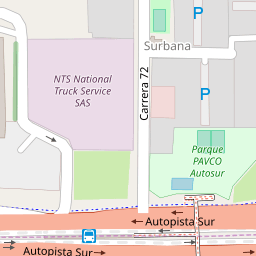 Surbana
P
NTS National
Truck Service
SAS
Carrera 72
P
Parque
PAVCO
Autosur
Autopista Sur
Autopista Sur